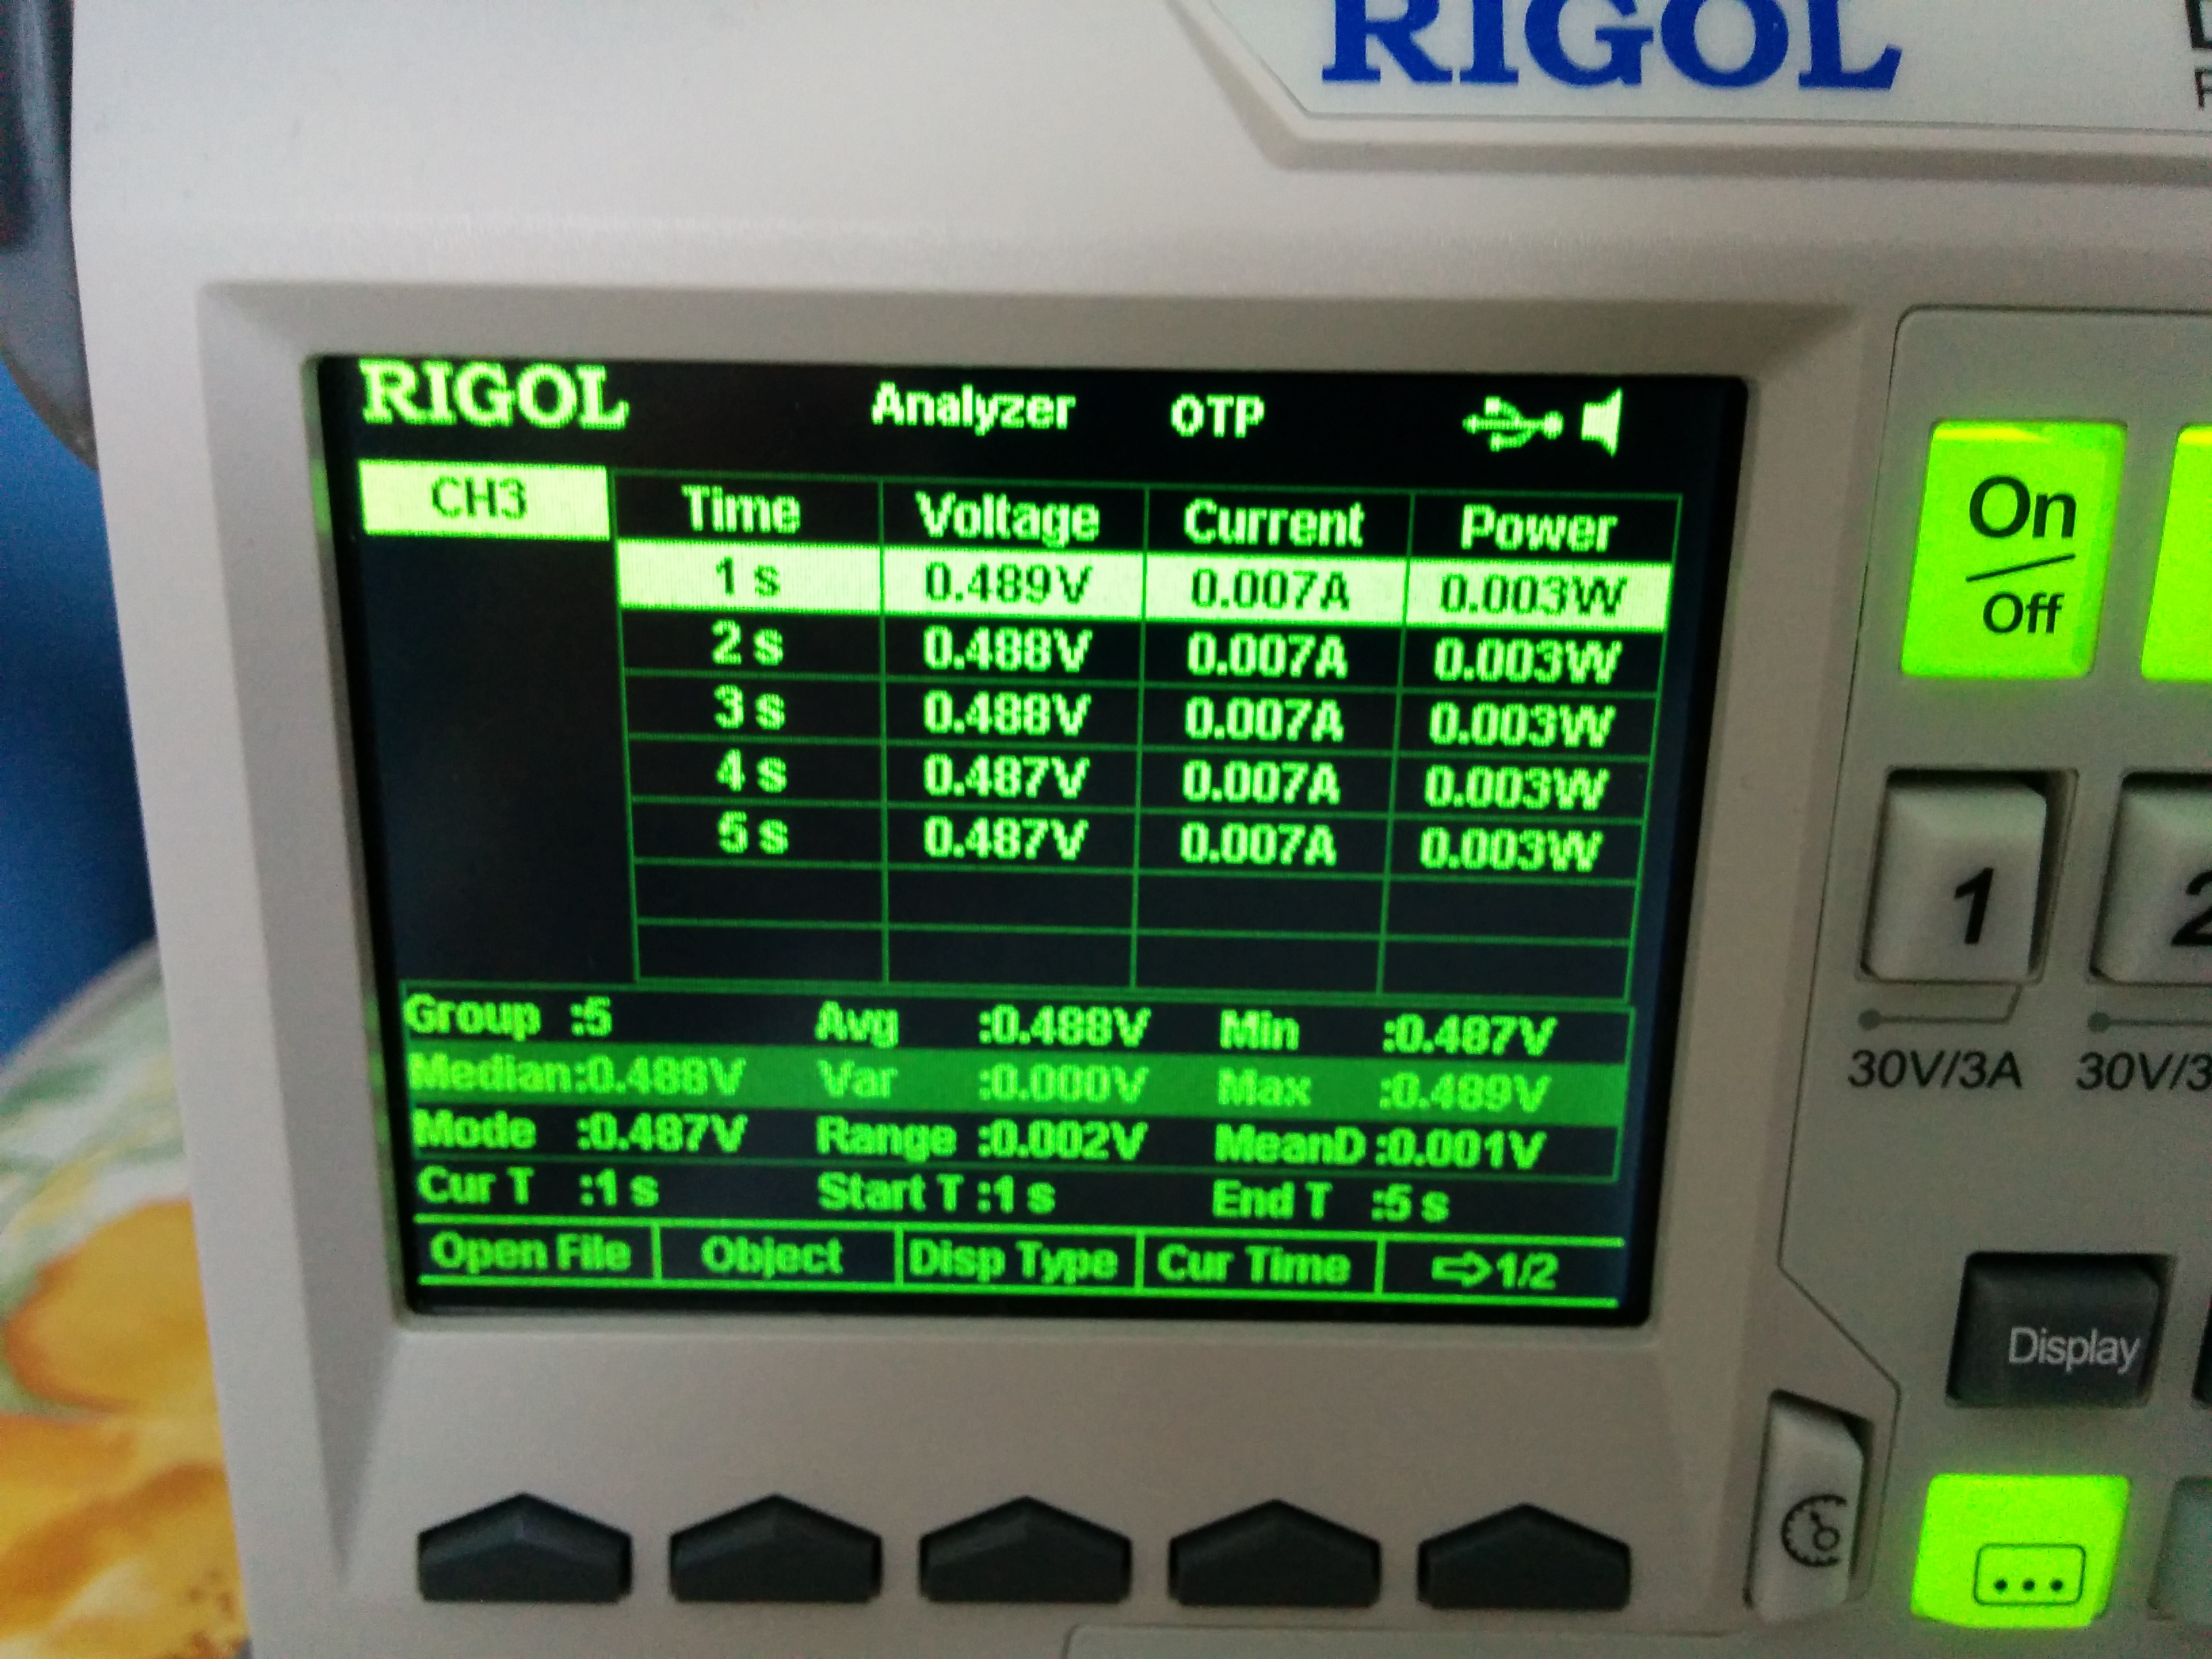 RIGOL
RIGOL Analyzer OTP
CH3 Time Voltage Current Power
1 s 0.489V 0.007A 0.003W
2 s 0.488V 0.007A 0.003W
3 s 0.488V 0.007A 0.003W
4 s 0.487V 0.007A 0.003W
5 s 0.487V 0.007A 0.003W
Group :5 Avg :0.488V Min :0.487V
Median:0.488V Var :0.000V Max :0.489V
Mode :0.487V Range :0.002V MeanD :0.001V
Cur T :1 s Start T :1 s End T :5 s
Open File Object Disp Type Cur Time 1/2
On
Off
1 2
30V/3A 30V/3
Display